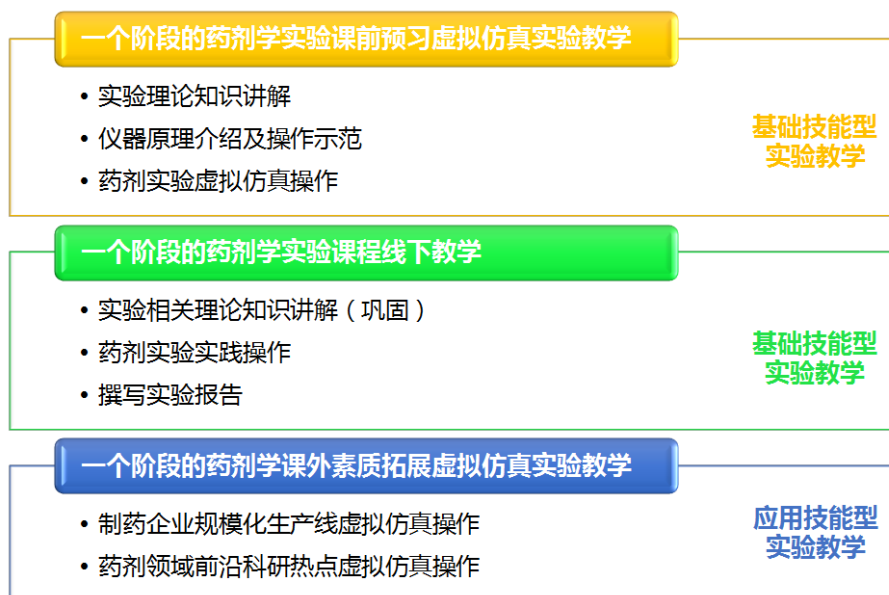 一个阶段的药剂学实验课前预习虚拟仿真实验教学
• 实验理论知识讲解
• 仪器原理介绍及操作示范
• 药剂实验虚拟仿真操作
基础技能型
实验教学
一个阶段的药剂学实验课程线下教学
• 实验相关理论知识讲解（巩固）
• 药剂实验实践操作
• 撰写实验报告
基础技能型
实验教学
一个阶段的药剂学课外素质拓展虚拟仿真实验教学
• 制药企业规模化生产线虚拟仿真操作
• 药剂领域前沿科研热点虚拟仿真操作
应用技能型
实验教学